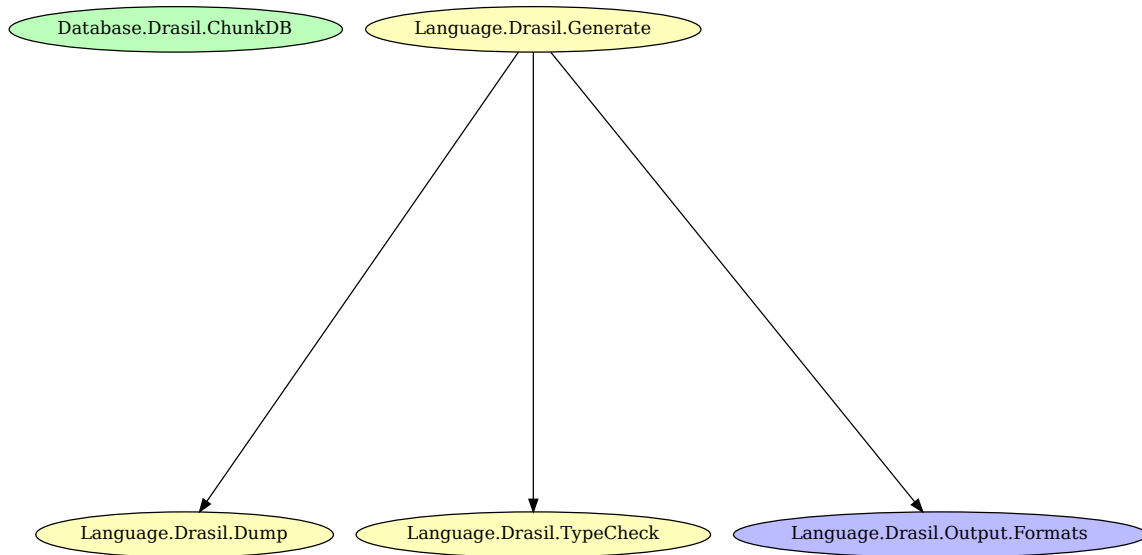 Database.Drasil.ChunkDB
Language.Drasil.Generate
Language.Drasil.Dump
Language.Drasil.TypeCheck
Language.Drasil.Output.Formats